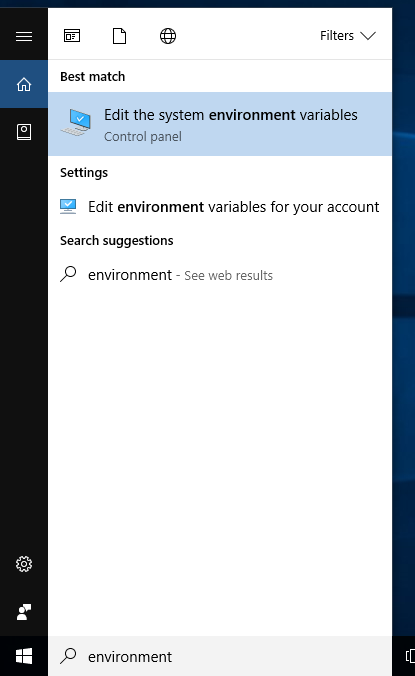 Filters
Best match
Edit the system environment variables
Control panel
Settings
Edit environment variables for your account
Search suggestions
environment - See web results
environment